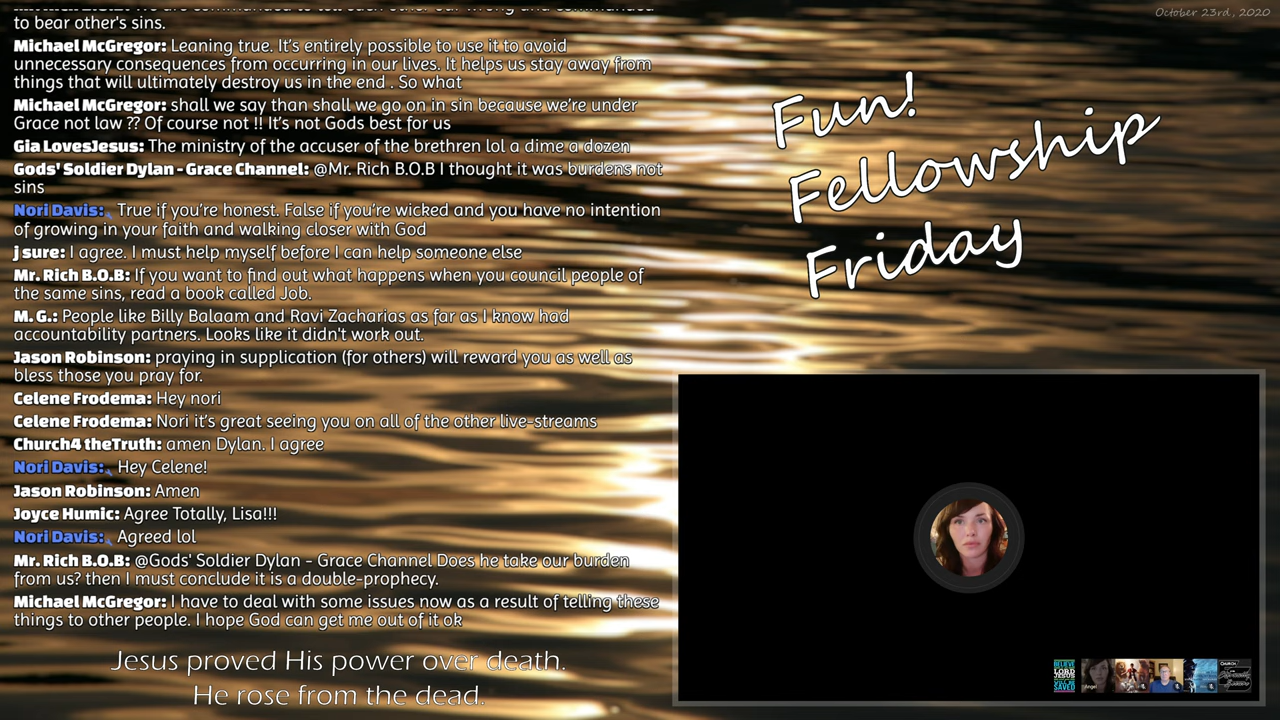 to bear other's sins.
Michael McGregor: Leaning true. It's entirely possible to use it to avoid
unnecessary consequences from occurring in our lives. It helps us stay away from
things that will ultimately destroy us in the end . So what
Michael McGregor: shall we say than shall we go on in sin because we're under
Grace not law ?? Of course not !! It's not Gods best for us
Gia LovesJesus: The ministry of the accuser of the brethren lol a dime a dozen
Gods' Soldier Dylan - Grace Channel: @Mr. Rich B.O.B I thought it was burdens not
sins
Nori Davis: True if you're honest. False if you're wicked and you have no intention
of growing in your faith and walking closer with God
j sure: I agree. I must help myself before I can help someone else
Mr. Rich B.O.B: If you want to find out what happens when you council people of
the same sins, read a book called Job.
M. G.: People like Billy Balaam and Ravi Zacharias as far as I know had
accountability partners. Looks like it didn't work out.
Jason Robinson: praying in supplication (for others) will reward you as well as
bless those you pray for.
Celene Frodema: Hey nori
Celene Frodema: Nori it's great seeing you on all of the other live-streams
Church4 theTruth: amen Dylan. I agree
Nori Davis: Hey Celene!
Jason Robinson: Amen
Joyce Humic: Agree Totally, Lisa!!!
Nori Davis: Agreed lol
Mr. Rich B.O.B: @Gods' Soldier Dylan - Grace Channel Does he take our burden
from us? then I must conclude it is a double-prophecy.
Michael McGregor: I have to deal with some issues now as a result of telling these
things to other people. I hope God can get me out of it ok
Jesus proved His power over death.
He rose from the dead.
October 23rd, 2020
Fun!
Fellowship
Friday
BELIEVE
LORD
JESUS
SAVED
Angel
CHURCH